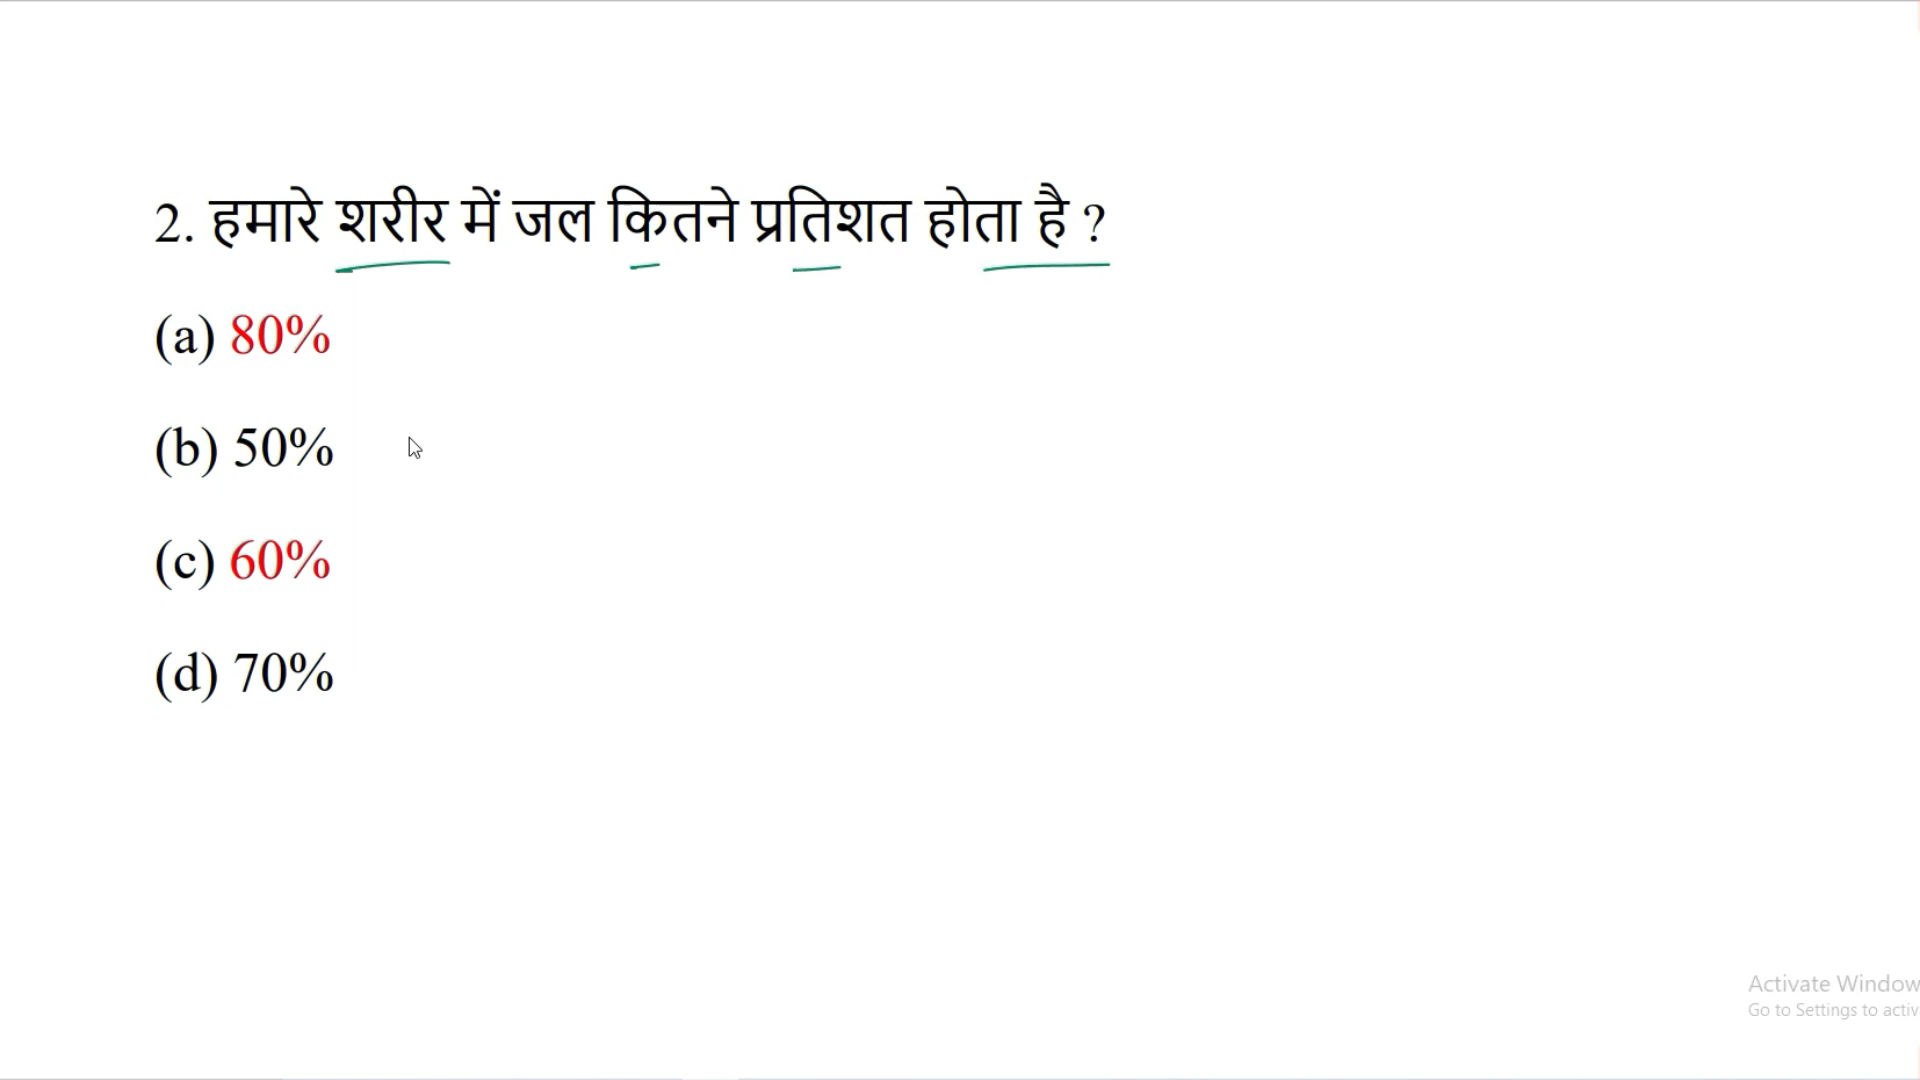 2. हमारे शरीर में जल कितने प्रतिशत होता है ?
(a) 80%
(b) 50%
(c) 60%
(d) 70%
Activate Window
Go to Settings to activ